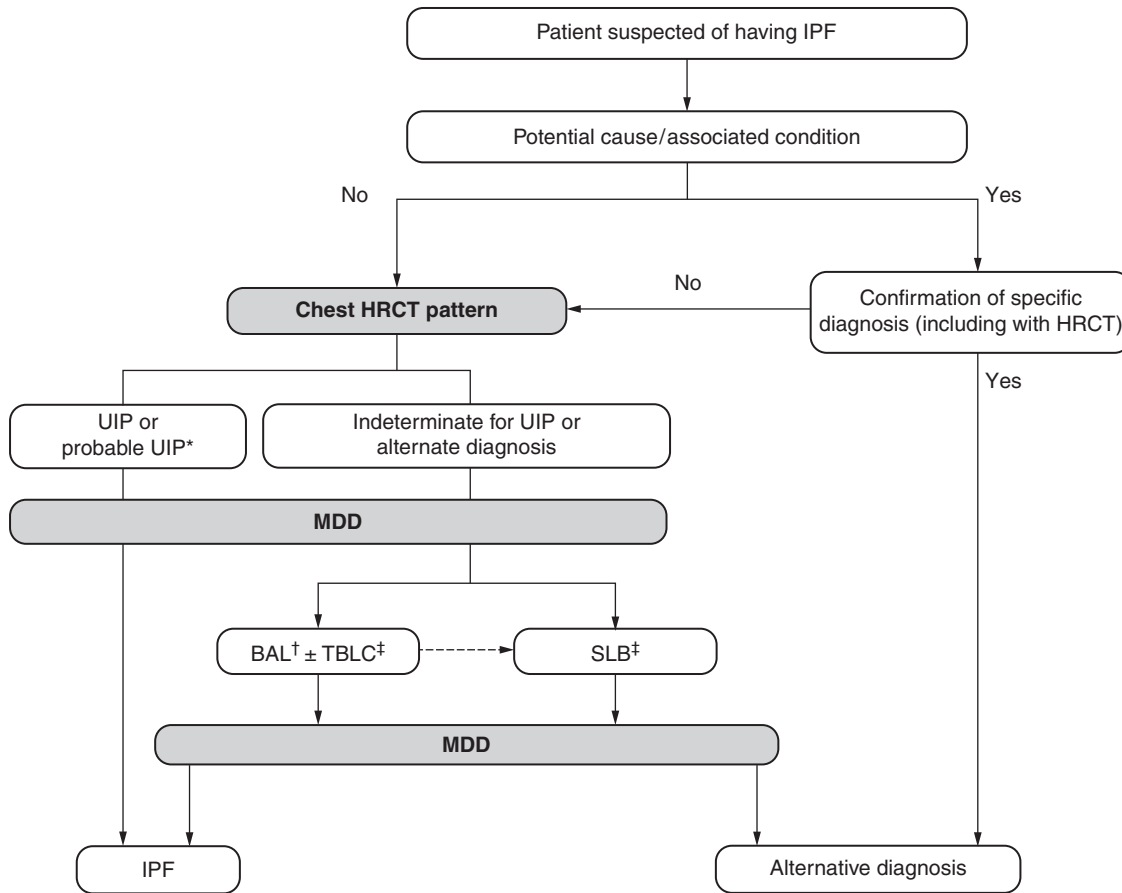 Patient suspected of having IPF
Potential cause/associated condition
No
Yes
Chest HRCT pattern
No
Confirmation of specific
diagnosis (including with HRCT)
Yes
UIP or
probable UIP*
Indeterminate for UIP or
alternate diagnosis
MDD
BAL† ± TBLC‡
SLB‡
MDD
IPF
Alternative diagnosis